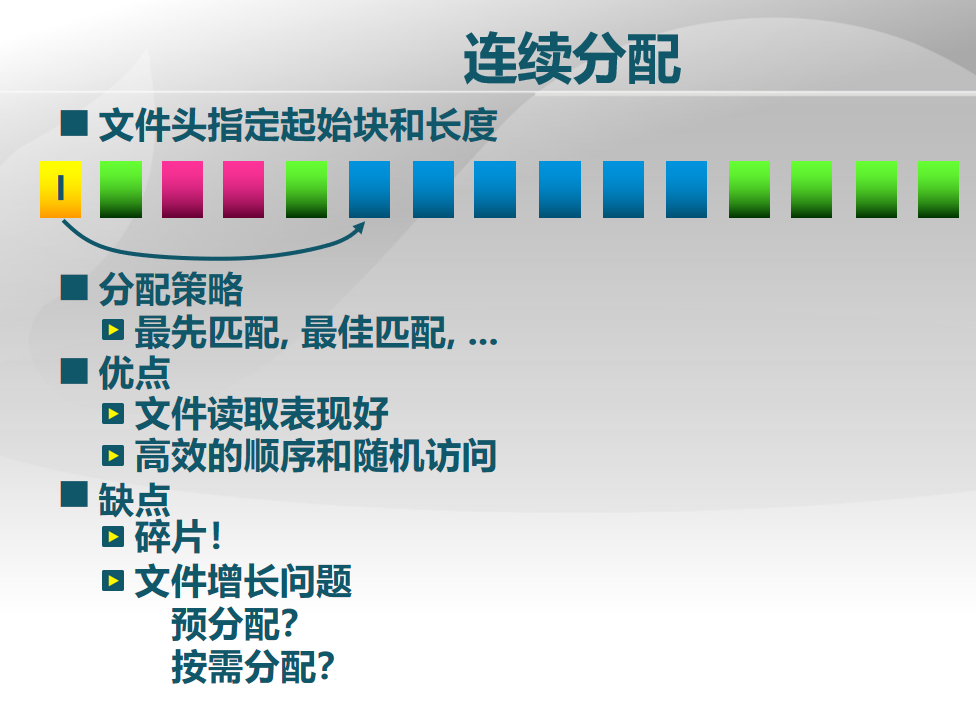 连续分配
文件头指定起始块和长度
I
分配策略
最先匹配, 最佳匹配, ...
优点
文件读取表现好
高效的顺序和随机访问
缺点
碎片!
文件增长问题
预分配?
按需分配?